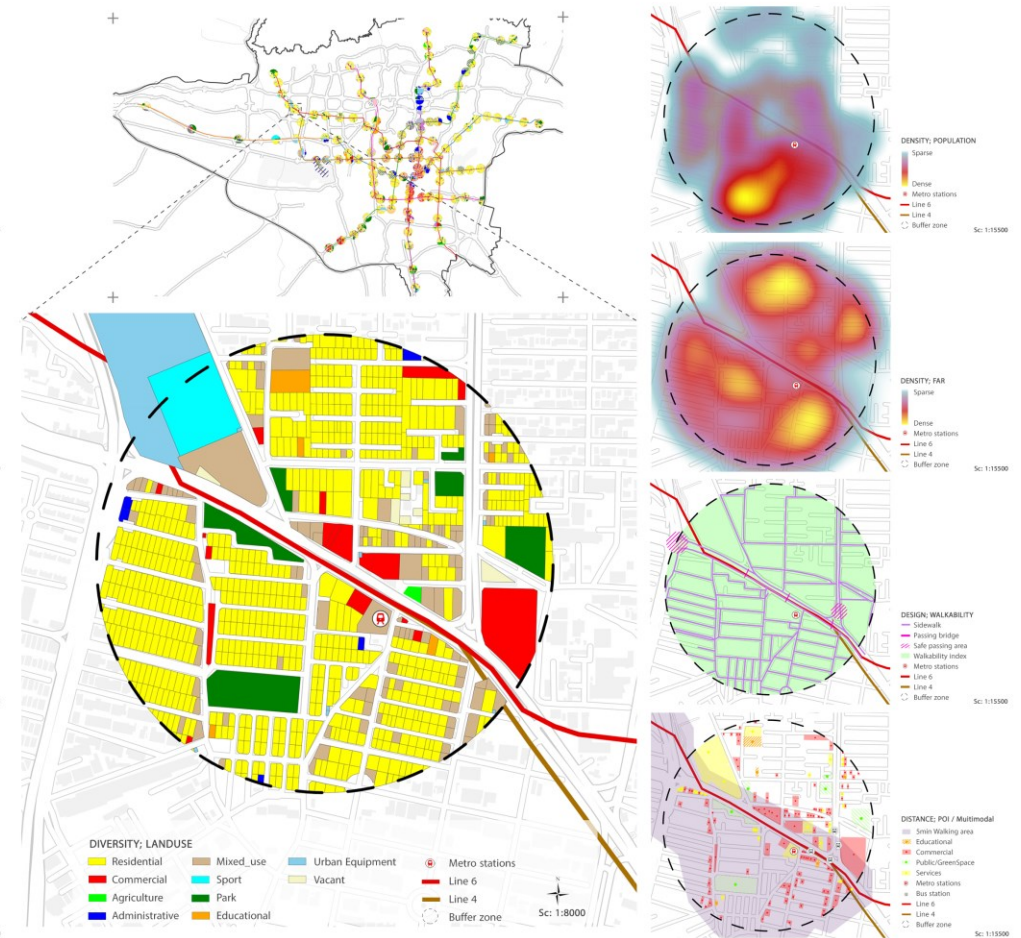 DENSITY; POPULATION
Sparse
Dense
Metro stations
Line 6
Line 4
Buffer zone
Sc: 1:15500
DENSITY; FAR
Sparse
Dense
Metro stations
Line 6
Line 4
Buffer zone
Sc: 1:15500
DESIGN; WALKABILITY
Sidewalk
Passing bridge
Safe passing area
Walkability index
Metro stations
Line 6
Line 4
Buffer zone
Sc: 1:15500
DISTANCE; POI / Multimodal
5min Walking area
Educational
Commercial
Public/GreenSpace
Services
Metro stations
Bus station
Line 6
Line 4
Buffer zone
Sc: 1:15500
DIVERSITY; LANDUSE
Residential
Commercial
Agriculture
Administrative
Mixed_use
Sport
Park
Educational
Urban Equipment
Vacant
Metro stations
Line 6
Line 4
Buffer zone
N
Sc: 1:8000